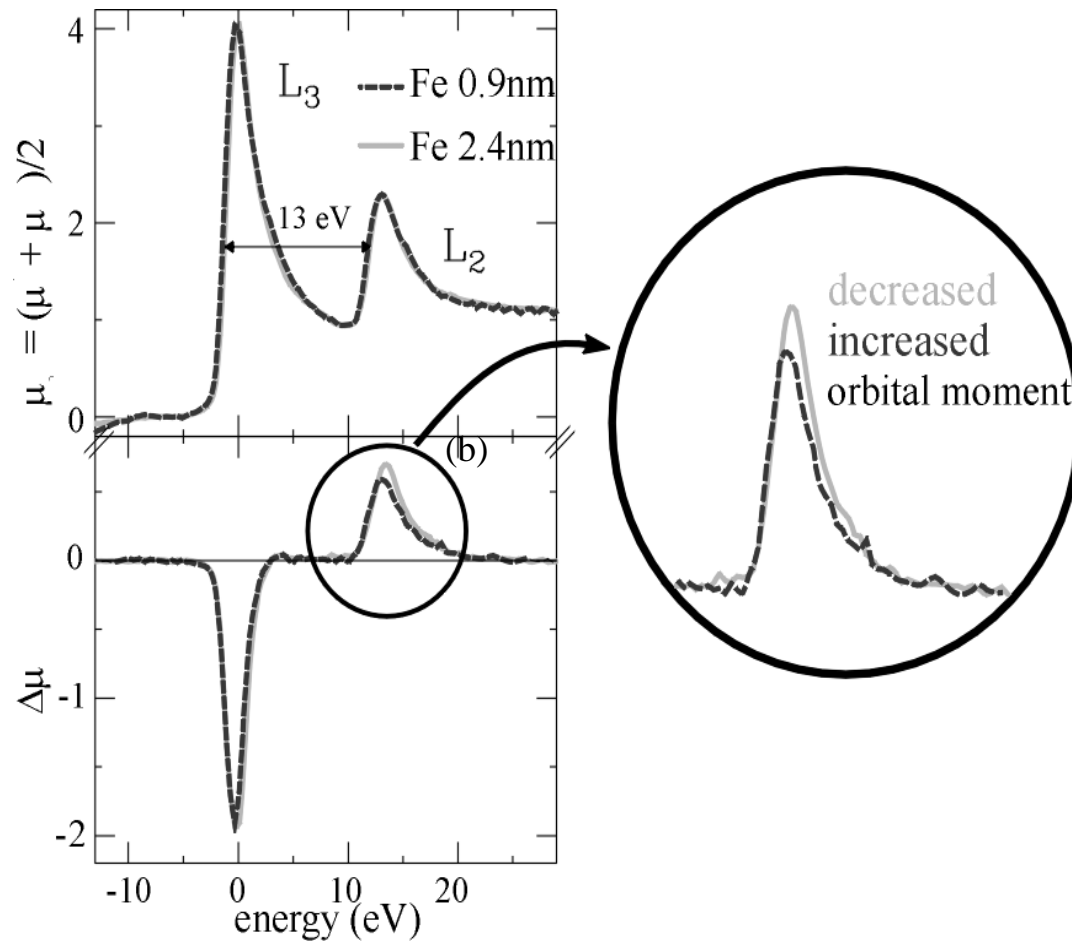 4
2
0
L3
Fe 0.9nm
Fe 2.4nm
13 eV
L2
μ = (μ + μ )/2
(b)
decreased
increased
orbital moment
0
-1
-2
Δμ
-10 0 10 20
energy (eV)